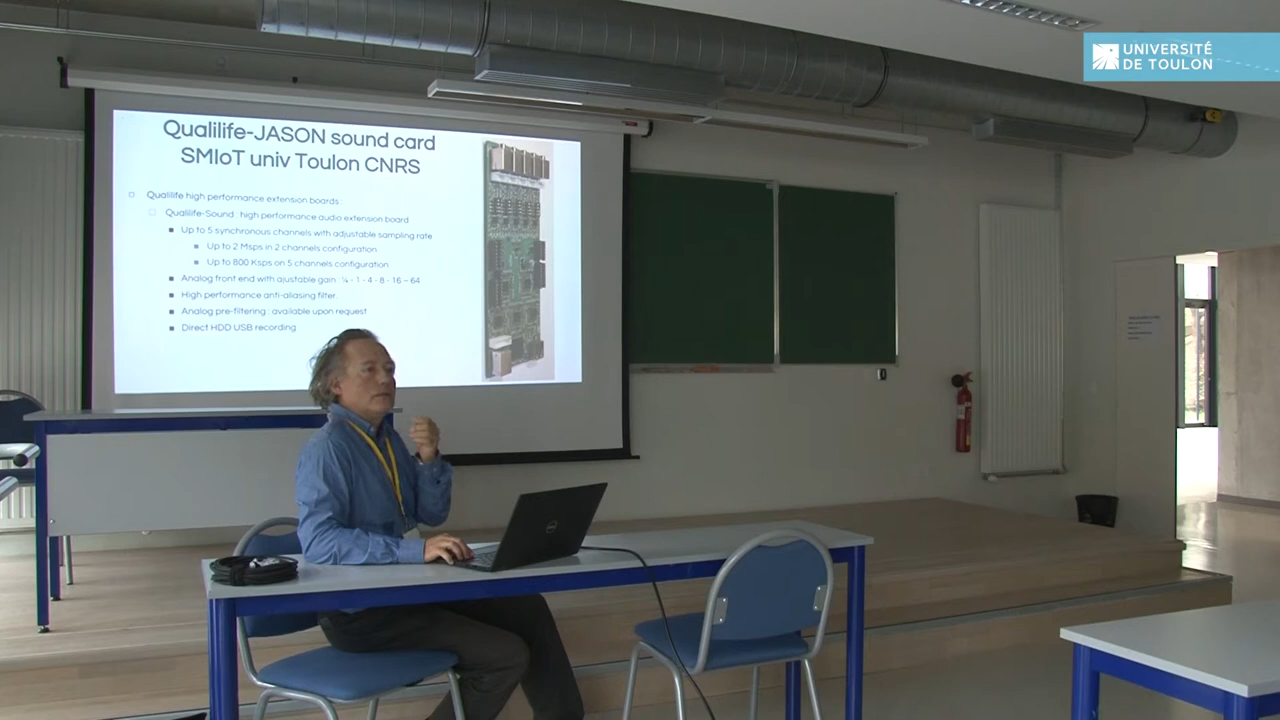 UNIVERSITÉ
DE TOULON
Qualilife-JASON sound card
SMIoT univ Toulon CNRS
Qualilife high performance extension boards
Qualilife-Sound : high performance audio extension board
Up to 5 synchronous channels with adjustable sampling rate
Up to 2 Msps in 2 channels configuration
Up to 800 Ksps on 5 channels configuration
Analog front end with ajustable gain : ¼ - 1 - 4 - 8 - 16 – 64
High performance anti-aliasing filter
Analog pre-filtering : available upon request
Direct HDD USB recording
DELL